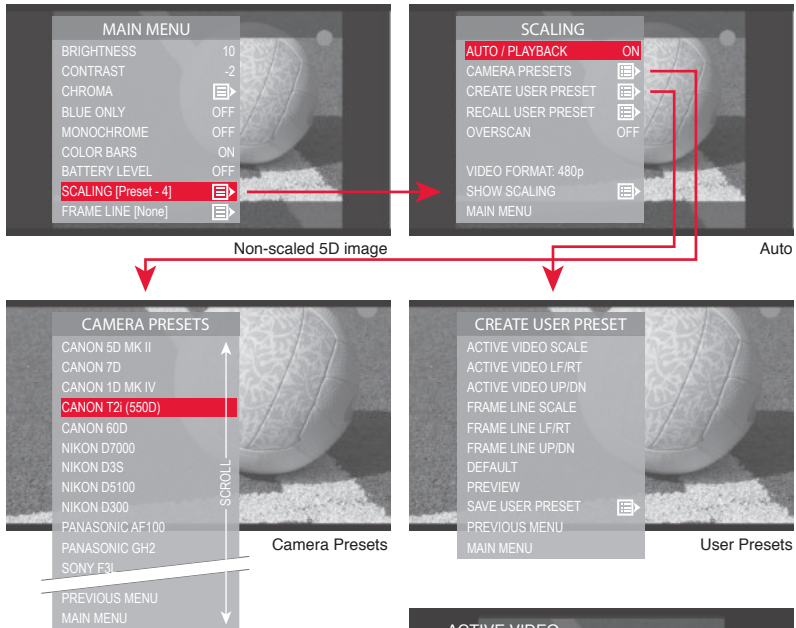 MAIN MENU
BRIGHTNESS 10
CONTRAST -2
CHROMA
BLUE ONLY OFF
MONOCHROME OFF
COLOR BARS ON
BATTERY LEVEL OFF
SCALING [Preset - 4]
FRAME LINE [None]
Non-scaled 5D image
SCALING
AUTO / PLAYBACK ON
CAMERA PRESETS
CREATE USER PRESET
RECALL USER PRESET
OVERSCAN OFF
VIDEO FORMAT: 480p
SHOW SCALING
MAIN MENU
Auto
CAMERA PRESETS
CANON 5D MK II
CANON 7D
CANON 1D MK IV
CANON T2i (550D)
CANON 60D
NIKON D7000
NIKON D3S
NIKON D5100
NIKON D300
PANASONIC AF100
PANASONIC GH2
SONY F3L
PREVIOUS MENU
MAIN MENU
SCROLL
Camera Presets
CREATE USER PRESET
ACTIVE VIDEO SCALE
ACTIVE VIDEO LF/RT
ACTIVE VIDEO UP/DN
FRAME LINE SCALE
FRAME LINE LF/RT
FRAME LINE UP/DN
DEFAULT
PREVIEW
SAVE USER PRESET
PREVIOUS MENU
MAIN MENU
User Presets
ACTIVE VIDEO